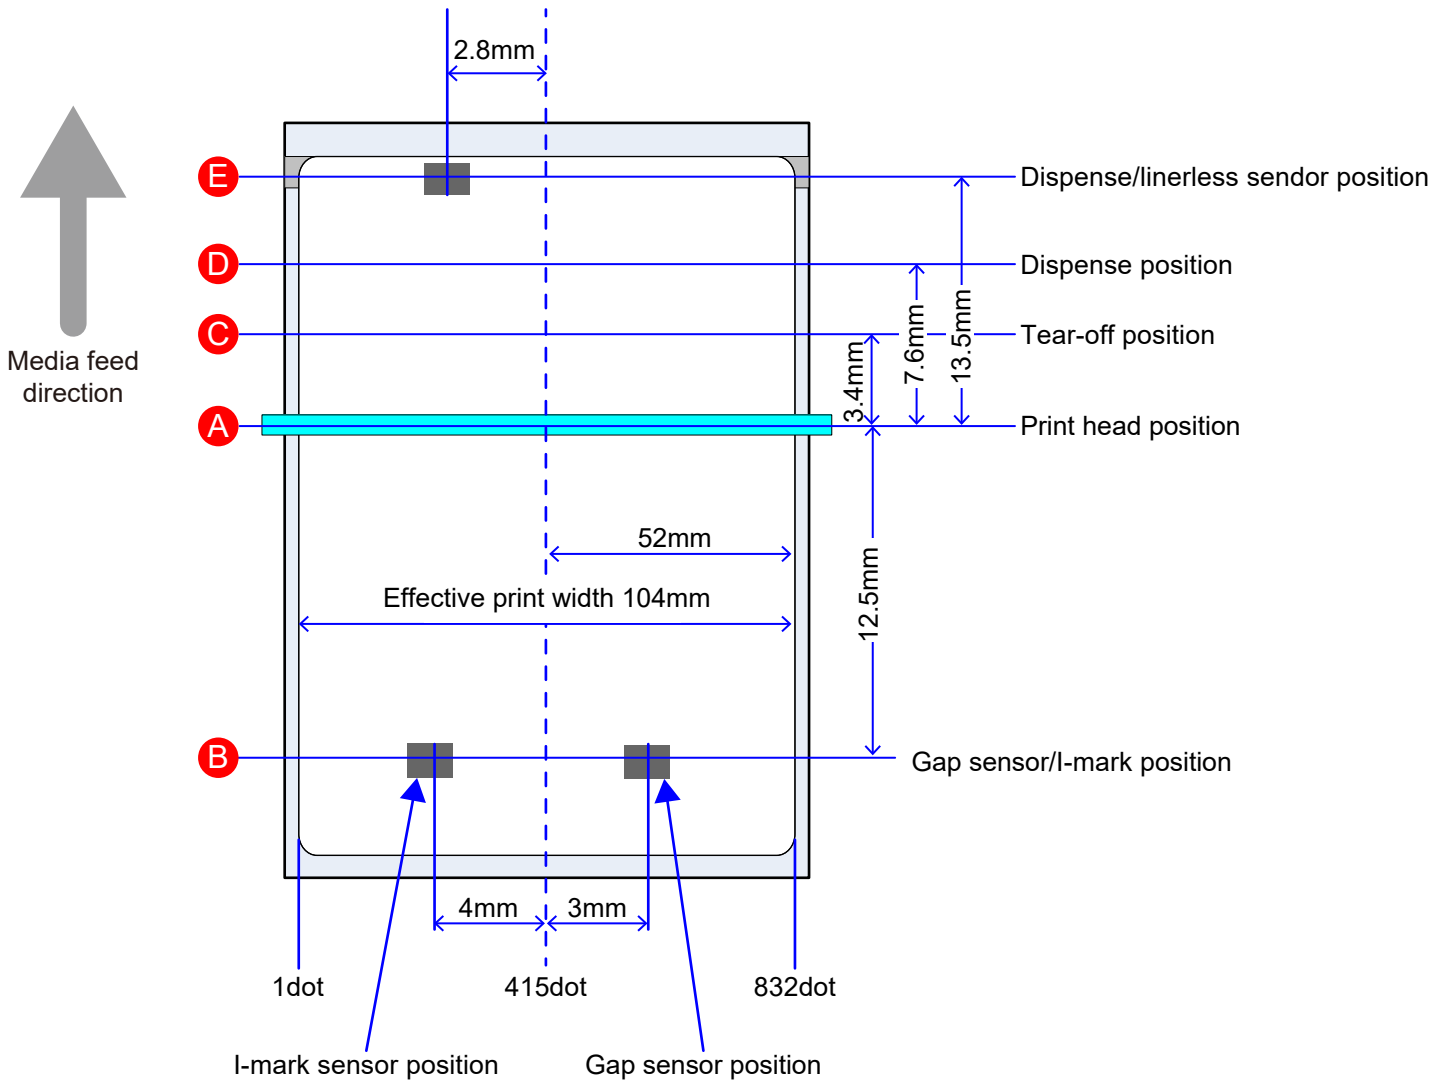 2.8mm
E
Dispense/linerless sendor position
D
Dispense position
C
Tear-off position
13.5mm
7.6mm
3.4mm
Media feed
direction
A
Print head position
52mm
Effective print width 104mm
12.5mm
B
Gap sensor/I-mark position
4mm
3mm
1dot
415dot
832dot
I-mark sensor position
Gap sensor position